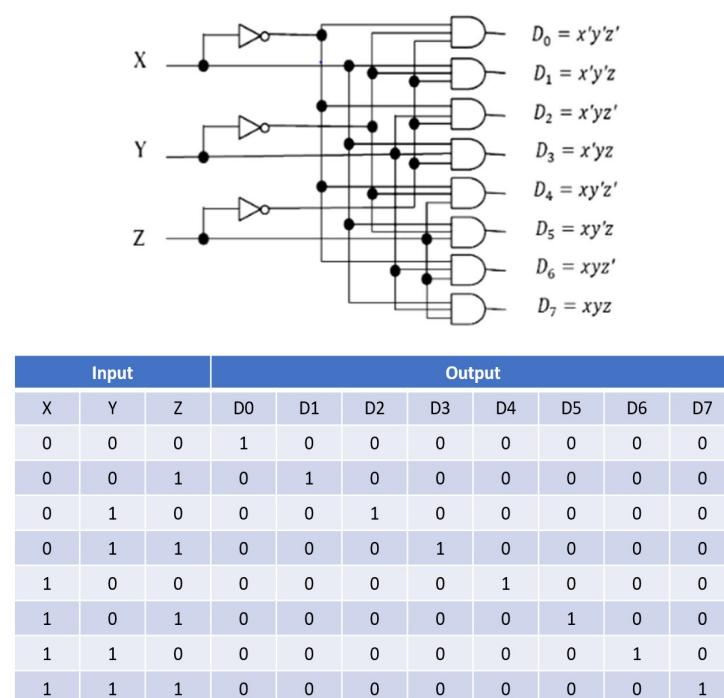 D₀ = x'y'z'
X
D₁ = x'y'z
D₂ = x'yz'
Y
D₃ = x'yz
D₄ = xy'z'
Z
D₅ = xy'z
D₆ = xyz'
D₇ = xyz
Input Output
X Y Z D0 D1 D2 D3 D4 D5 D6 D7
0 0 0 1 0 0 0 0 0 0 0
0 0 1 0 1 0 0 0 0 0 0
0 1 0 0 0 1 0 0 0 0 0
0 1 1 0 0 0 1 0 0 0 0
1 0 0 0 0 0 0 1 0 0 0
1 0 1 0 0 0 0 0 1 0 0
1 1 0 0 0 0 0 0 0 1 0
1 1 1 0 0 0 0 0 0 0 1